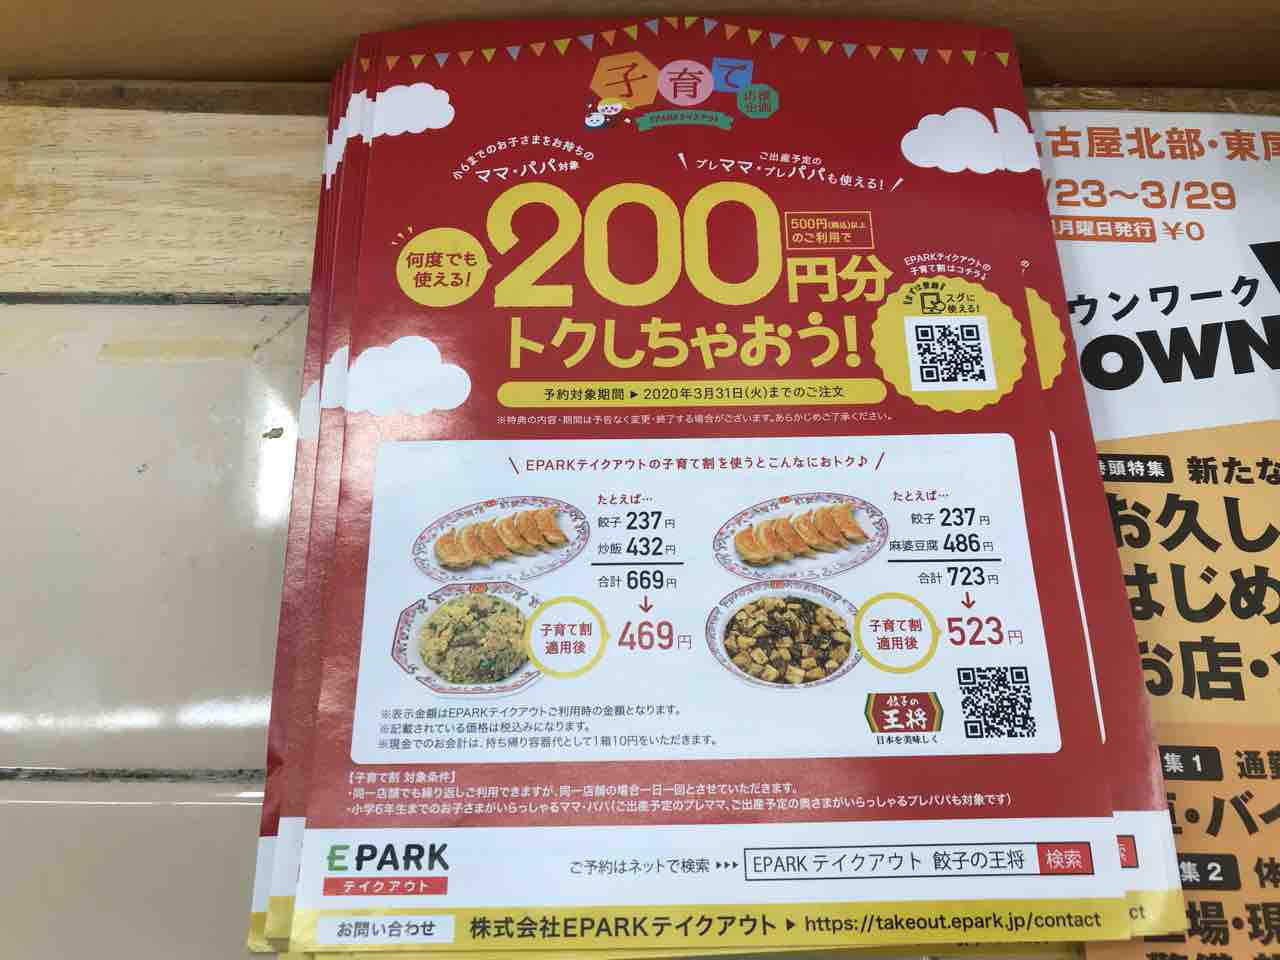 子育て
応援
企画
EPARKテイクアウト
小6までのお子さまをお持ちの
ママ・パパ対象
ご出産予定の
プレママ・プレパパも使える!
何度でも
使える!
200円分
500円(税込)以上
のご利用で
トクしちゃおう!
EPARKテイクアウトの
子育て割はコチラ♪
まずは登録
スグに
使える!
予約対象期間 ▶ 2020年3月31日(火)までのご注文
※特典の内容・期間は予告なく変更・終了する場合がございます。あらかじめご了承ください。
EPARKテイクアウトの子育て割を使うとこんなにおトク♪
たとえば…
餃子 237円
炒飯 432円
合計 669円
子育て割
適用後
469円
たとえば…
餃子 237円
麻婆豆腐 486円
合計 723円
子育て割
適用後
523円
餃子の
王将
日本を美味しく
※表示金額はEPARKテイクアウトご利用時の金額となります。
※記載されている価格は税込みになります。
※現金でのお会計は、持ち帰り容器代として1箱10円をいただきます。
【子育て割 対象条件】
・同一店舗でも繰り返しご利用できますが、同一店舗の場合一日一回とさせていただきます。
・小学6年生までのお子さまがいらっしゃるママ・パパ(ご出産予定のプレママ、ご出産予定の奥さまがいらっしゃるプレパパも対象です)
EPARK
テイクアウト
ご予約はネットで検索 ▸▸▸ EPARK テイクアウト 餃子の王将 検索
お問い合わせ
株式会社EPARKテイクアウト ▶ https://takeout.epark.jp/contact
古屋北部・東尾
/23〜3/29
月曜日発行 ¥0
ウンワーク
OWN
巻頭特集 新たな
お久し
はじめ
お店・
集 1 通勤
・バイ
集 2 体
場・現
ct